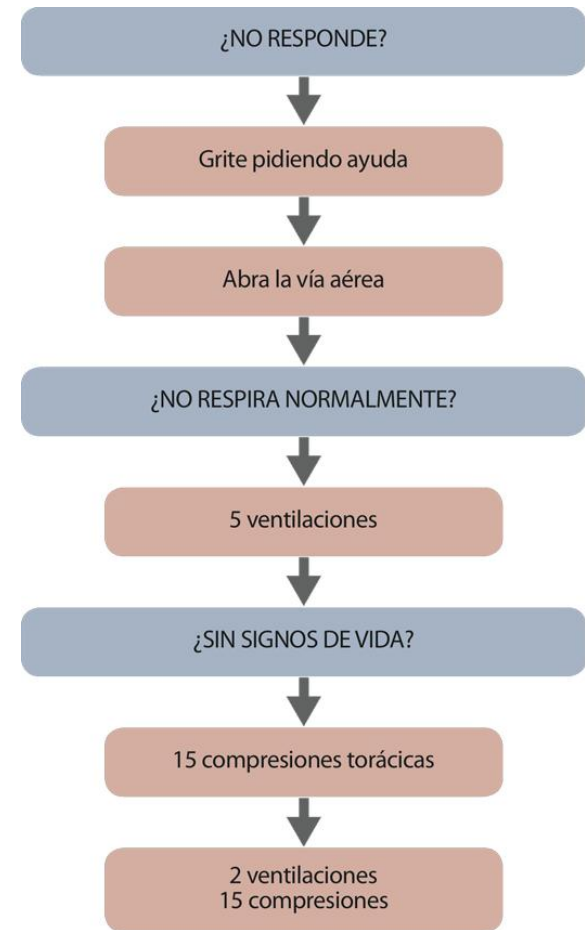 ¿NO RESPONDE?
Grite pidiendo ayuda
Abra la vía aérea
¿NO RESPIRA NORMALMENTE?
5 ventilaciones
¿SIN SIGNOS DE VIDA?
15 compresiones torácicas
2 ventilaciones
15 compresiones